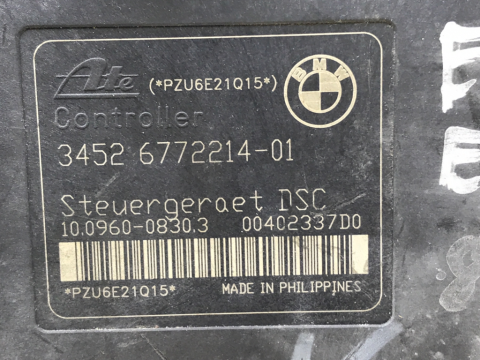 Ate (*PZU6E21Q15*) BMW
Controller
3452 6772214-01
Steuergeraet DSC
10.0960-0830.3 00402337D0
*PZU6E21Q15* MADE IN PHILIPPINES